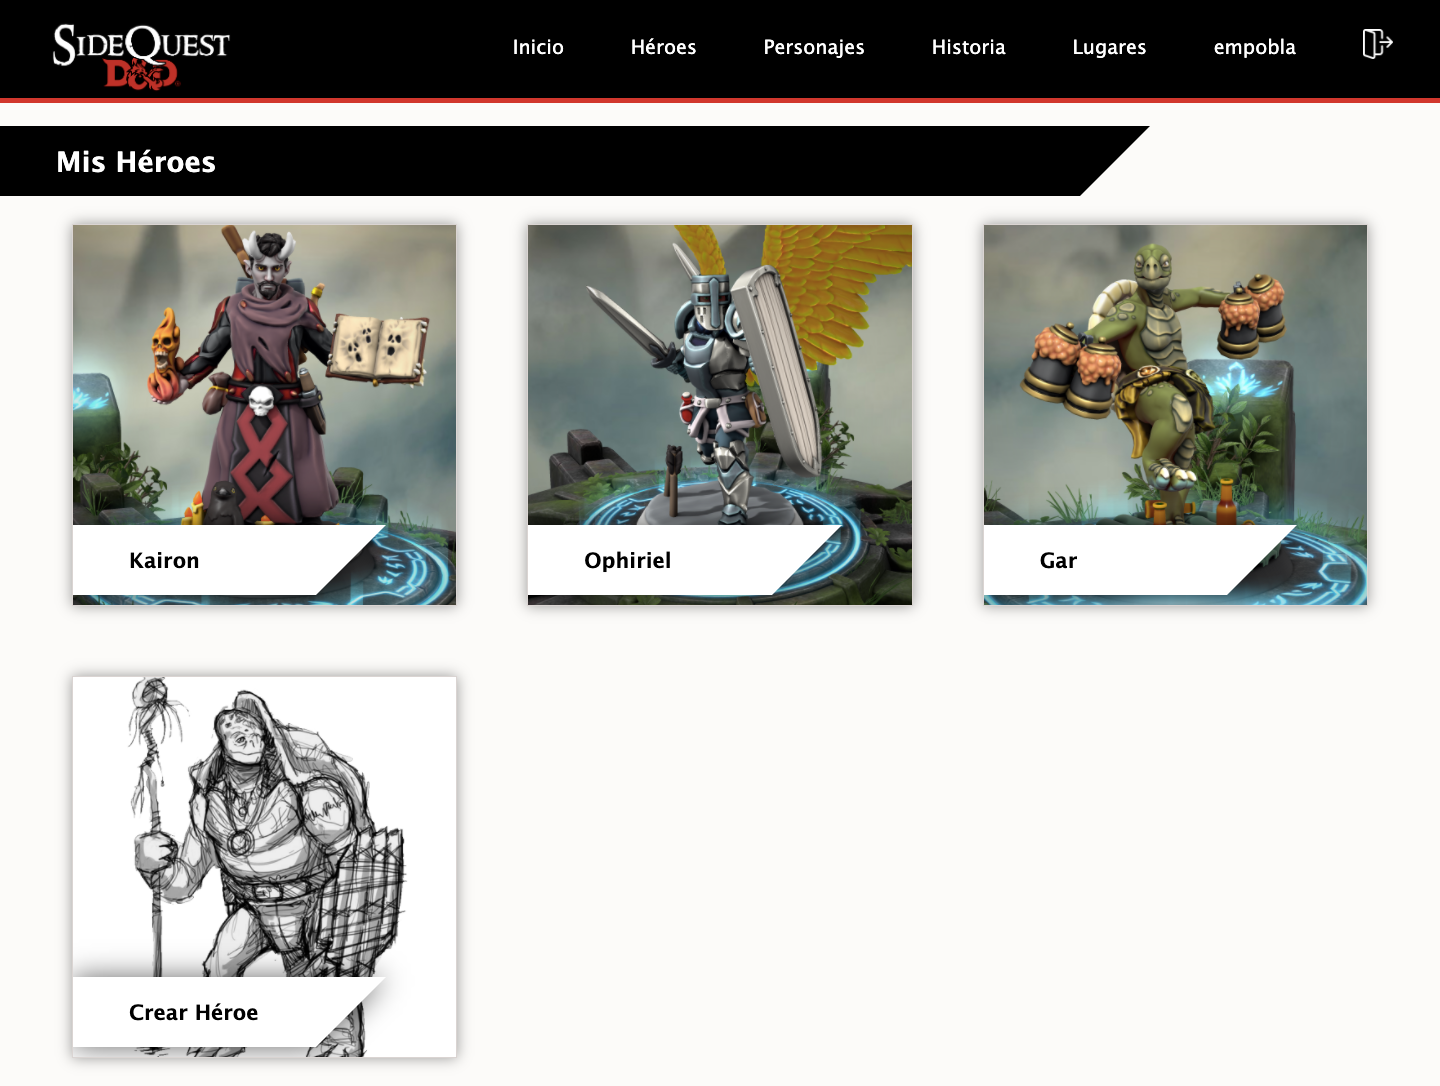 SideQuest
D&D
Inicio
Héroes
Personajes
Historia
Lugares
empobla
Mis Héroes
Kairon
Ophiriel
Gar
Crear Héroe